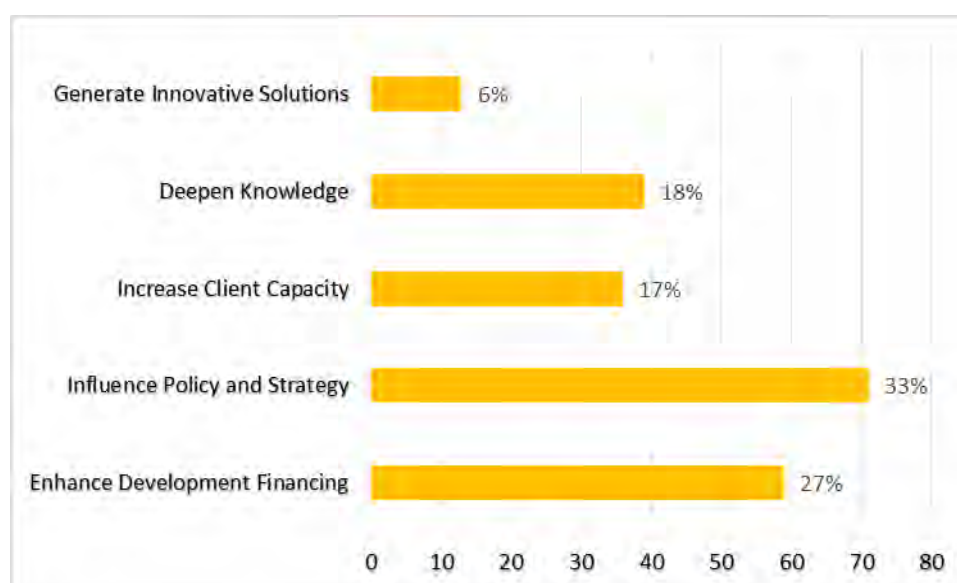 Generate Innovative Solutions 6%
Deepen Knowledge 18%
Increase Client Capacity 17%
Influence Policy and Strategy 33%
Enhance Development Financing 27%
0 10 20 30 40 50 60 70 80